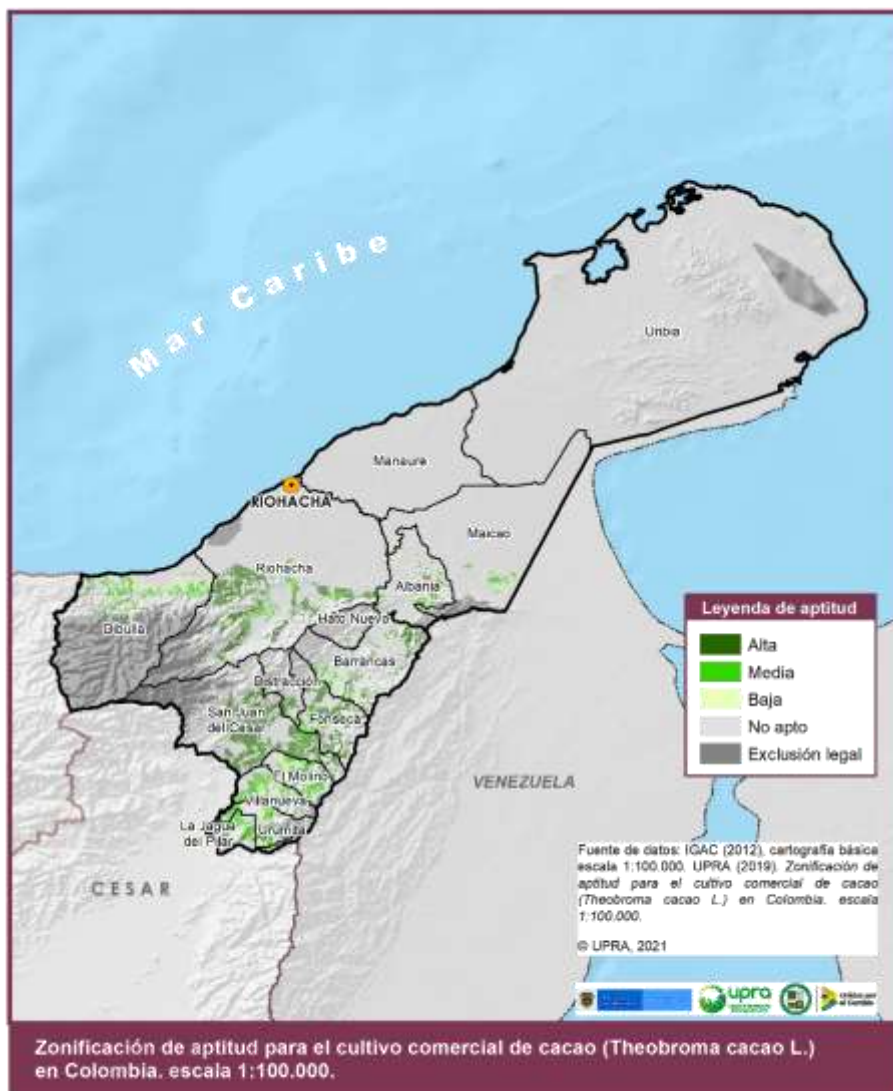 Mar Caribe
Uribia
Manaure
RIOHACHA
Maicao
Riohacha
Albania
Dibulla
Hato Nuevo
Barrancas
Distracción
San Juan
del Cesar
Fonseca
El Molino
Villanueva
La Jagua
del Pilar
Urumita
CESAR
VENEZUELA
Leyenda de aptitud
Alta
Media
Baja
No apto
Exclusión legal
Fuente de datos: IGAC (2012), cartografía básica
escala 1:100.000. UPRA (2019). Zonificación de
aptitud para el cultivo comercial de cacao
(Theobroma cacao L.) en Colombia. escala
1:100.000.
© UPRA, 2021
upra
Zonificación de aptitud para el cultivo comercial de cacao (Theobroma cacao L.)
en Colombia. escala 1:100.000.